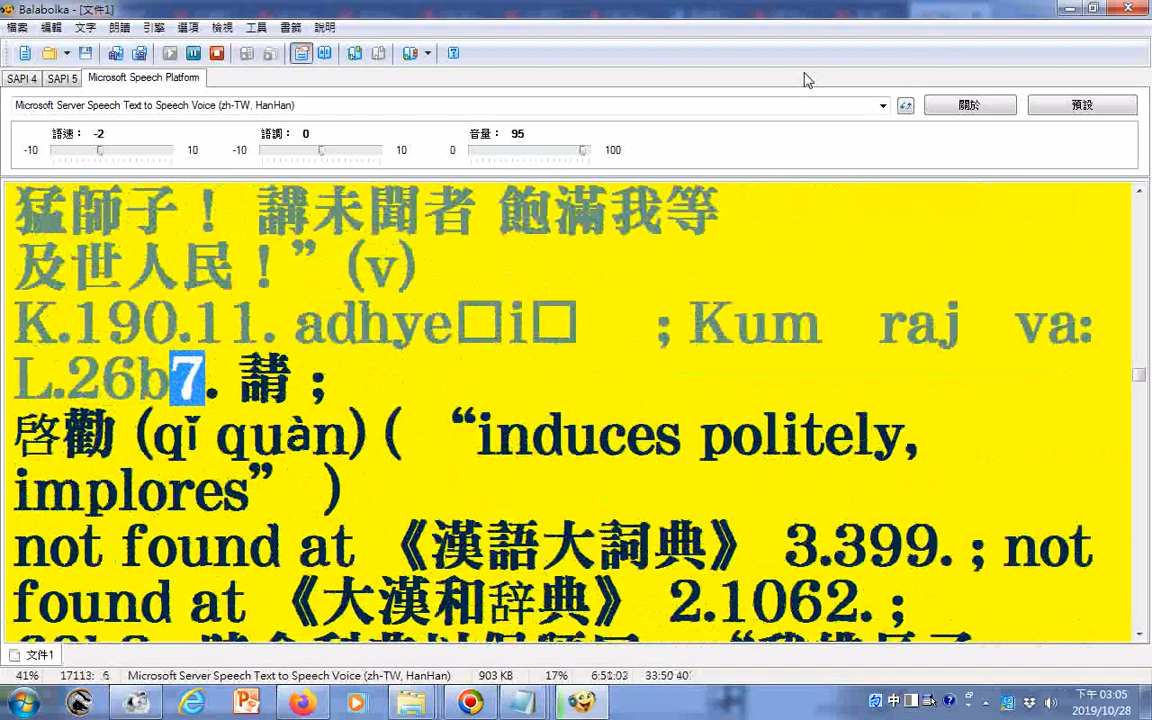 Balabolka - [文件1]
檔案 編輯 文字 朗讀 引擎 選項 檢視 工具 書籤 說明
SAPI 4 SAPI 5 Microsoft Speech Platform
Microsoft Server Speech Text to Speech Voice (zh-TW, HanHan) 關於 預設
語速： -2 語調： 0 音量： 95
-10 10 -10 10 0 100
猛師子！ 講未聞者 飽滿我等
及世人民！” (v)
K.190.11. adhye□i□ ; Kum raj va:
L.26b7. 請；
啓勸 (qǐ quàn) ( “induces politely,
implores” )
not found at 《漢語大詞典》 3.399. ; not
found at 《大漢和辞典》 2.1062. ;
文件1
41% 17113: Microsoft Server Speech Text to Speech Voice (zh-TW, HanHan) 903 KB 17%
中
下午 03:05
2019/10/28